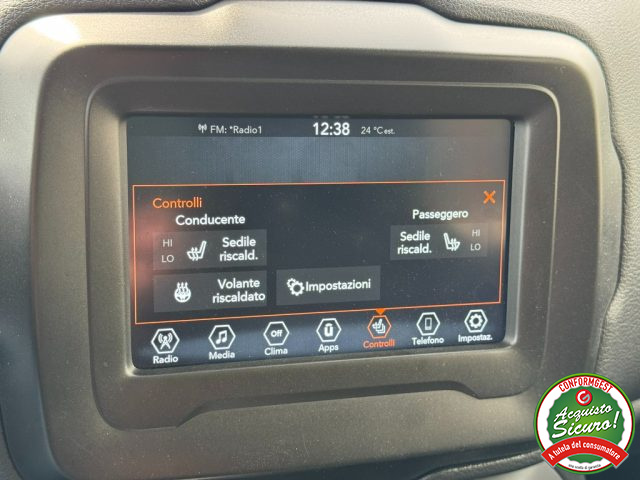 FM: "Radio1 12:38 24 °C est.
Controlli
Conducente
Passeggero
HI
LO
Sedile
riscald.
Sedile
riscald.
HI
LO
Volante
riscaldato
Impostazioni
Off
Radio Media Clima Apps Controlli Telefono Impostaz.
CONFORMGEST
Acquisto
Sicuro!
A tutela del consumatore